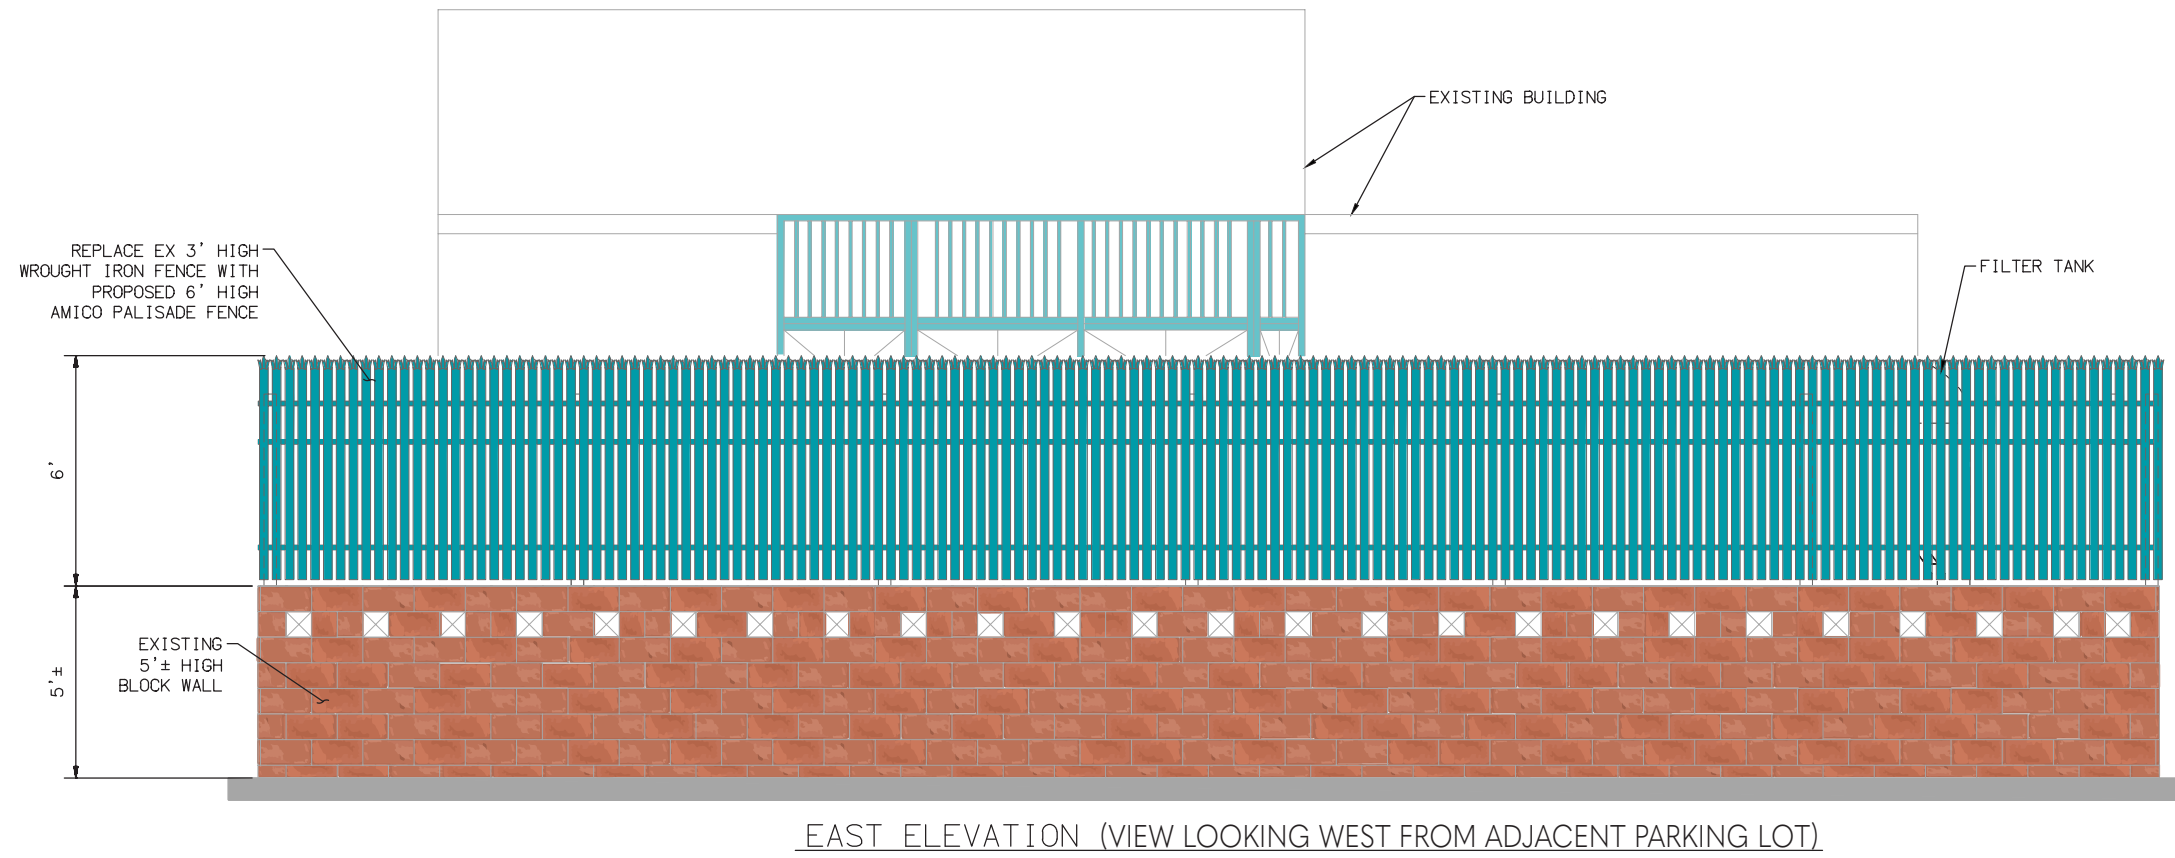 EXISTING BUILDING
REPLACE EX 3' HIGH
WROUGHT IRON FENCE WITH
PROPOSED 6' HIGH
AMICO PALISADE FENCE
FILTER TANK
6'
EXISTING
5'± HIGH
BLOCK WALL
5'±
EAST ELEVATION (VIEW LOOKING WEST FROM ADJACENT PARKING LOT)